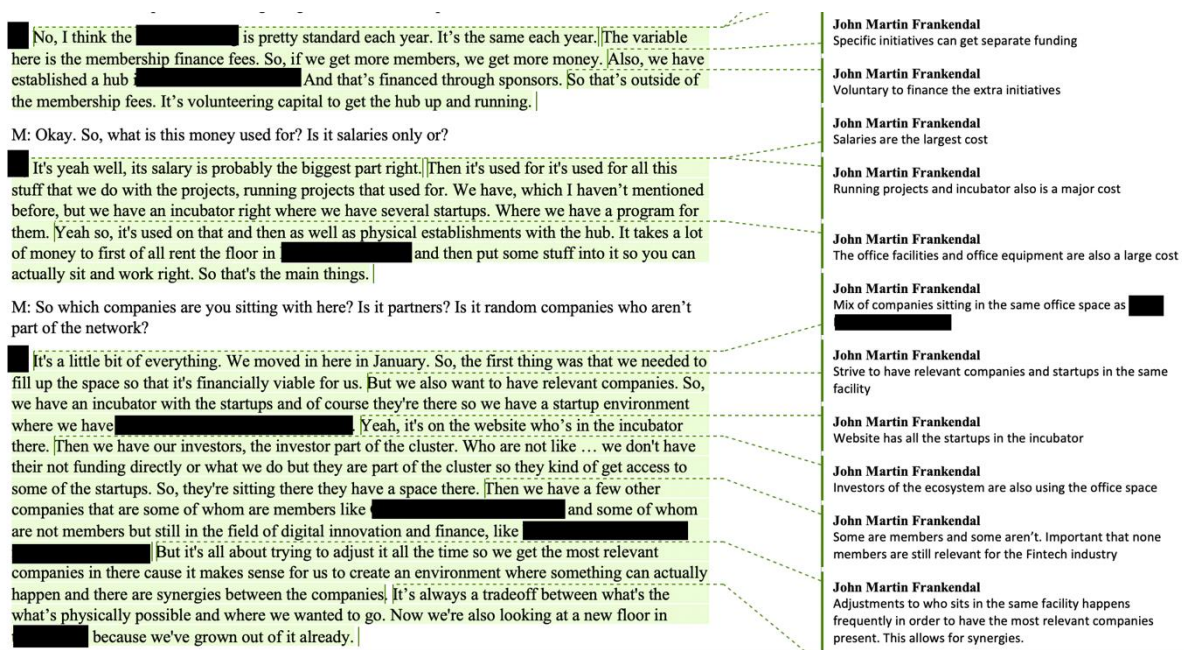 No, I think the is pretty standard each year. It's the same each year. The variable
here is the membership finance fees. So, if we get more members, we get more money. Also, we have
established a hub And that's financed through sponsors. So that's outside of
the membership fees. It's volunteering capital to get the hub up and running.
M: Okay. So, what is this money used for? Is it salaries only or?
It's yeah well, its salary is probably the biggest part right. Then it's used for it's used for all this
stuff that we do with the projects, running projects that used for. We have, which I haven't mentioned
before, but we have an incubator right where we have several startups. Where we have a program for
them. Yeah so, it's used on that and then as well as physical establishments with the hub. It takes a lot
of money to first of all rent the floor in and then put some stuff into it so you can
actually sit and work right. So that's the main things.
M: So which companies are you sitting with here? Is it partners? Is it random companies who aren't
part of the network?
It's a little bit of everything. We moved in here in January. So, the first thing was that we needed to
fill up the space so that it's financially viable for us. But we also want to have relevant companies. So,
we have an incubator with the startups and of course they're there so we have a startup environment
where we have . Yeah, it's on the website who's in the incubator
there. Then we have our investors, the investor part of the cluster. Who are not like … we don't have
their not funding directly or what we do but they are part of the cluster so they kind of get access to
some of the startups. So, they're sitting there they have a space there. Then we have a few other
companies that are some of whom are members like and some of whom
are not members but still in the field of digital innovation and finance, like
But it's all about trying to adjust it all the time so we get the most relevant
companies in there cause it makes sense for us to create an environment where something can actually
happen and there are synergies between the companies. It's always a tradeoff between what's the
what's physically possible and where we wanted to go. Now we're also looking at a new floor in
because we've grown out of it already.
John Martin Frankendal
Specific initiatives can get separate funding
John Martin Frankendal
Voluntary to finance the extra initiatives
John Martin Frankendal
Salaries are the largest cost
John Martin Frankendal
Running projects and incubator also is a major cost
John Martin Frankendal
The office facilities and office equipment are also a large cost
John Martin Frankendal
Mix of companies sitting in the same office space as
John Martin Frankendal
Strive to have relevant companies and startups in the same
facility
John Martin Frankendal
Website has all the startups in the incubator
John Martin Frankendal
Investors of the ecosystem are also using the office space
John Martin Frankendal
Some are members and some aren't. Important that none
members are still relevant for the Fintech industry
John Martin Frankendal
Adjustments to who sits in the same facility happens
frequently in order to have the most relevant companies
present. This allows for synergies.